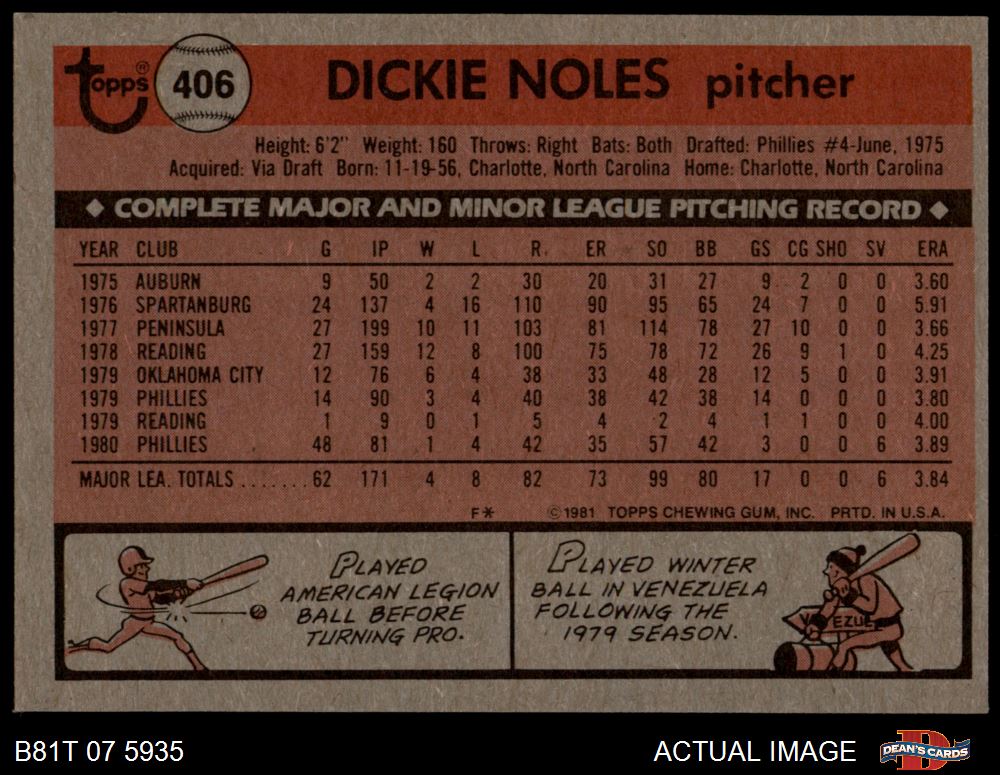 topps® 406 DICKIE NOLES pitcher
Height: 6'2" Weight: 160 Throws: Right Bats: Both Drafted: Phillies #4-June, 1975
Acquired: Via Draft Born: 11-19-56, Charlotte, North Carolina Home: Charlotte, North Carolina
◆ COMPLETE MAJOR AND MINOR LEAGUE PITCHING RECORD ◆
YEAR CLUB G IP W L R. ER SO BB GS CG SHO SV ERA
1975 AUBURN 9 50 2 2 30 20 31 27 9 2 0 0 3.60
1976 SPARTANBURG 24 137 4 16 110 90 95 65 24 7 0 0 5.91
1977 PENINSULA 27 199 10 11 103 81 114 78 27 10 0 0 3.66
1978 READING 27 159 12 8 100 75 78 72 26 9 1 0 4.25
1979 OKLAHOMA CITY 12 76 6 4 38 33 48 28 12 5 0 0 3.91
1979 PHILLIES 14 90 3 4 40 38 42 38 14 0 0 0 3.80
1979 READING 1 9 0 1 5 4 2 4 1 1 0 0 4.00
1980 PHILLIES 48 81 1 4 42 35 57 42 3 0 0 6 3.89
MAJOR LEA. TOTALS ....... 62 171 4 8 82 73 99 80 17 0 0 6 3.84
F* ©1981 TOPPS CHEWING GUM, INC. PRTD. IN U.S.A.
PLAYED
AMERICAN LEGION
BALL BEFORE
TURNING PRO.
PLAYED WINTER
BALL IN VENEZUELA
FOLLOWING THE
1979 SEASON.
V EZUE
B81T 07 5935 ACTUAL IMAGE DEAN'S CARDS